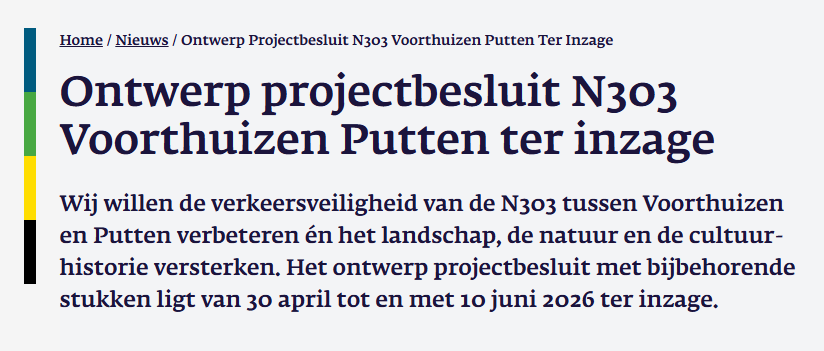 Home / Nieuws / Ontwerp Projectbesluit N303 Voorthuizen Putten Ter Inzage
Ontwerp projectbesluit N303
Voorthuizen Putten ter inzage
Wij willen de verkeersveiligheid van de N303 tussen Voorthuizen
en Putten verbeteren én het landschap, de natuur en de cultuur-
historie versterken. Het ontwerp projectbesluit met bijbehorende
stukken ligt van 30 april tot en met 10 juni 2026 ter inzage.